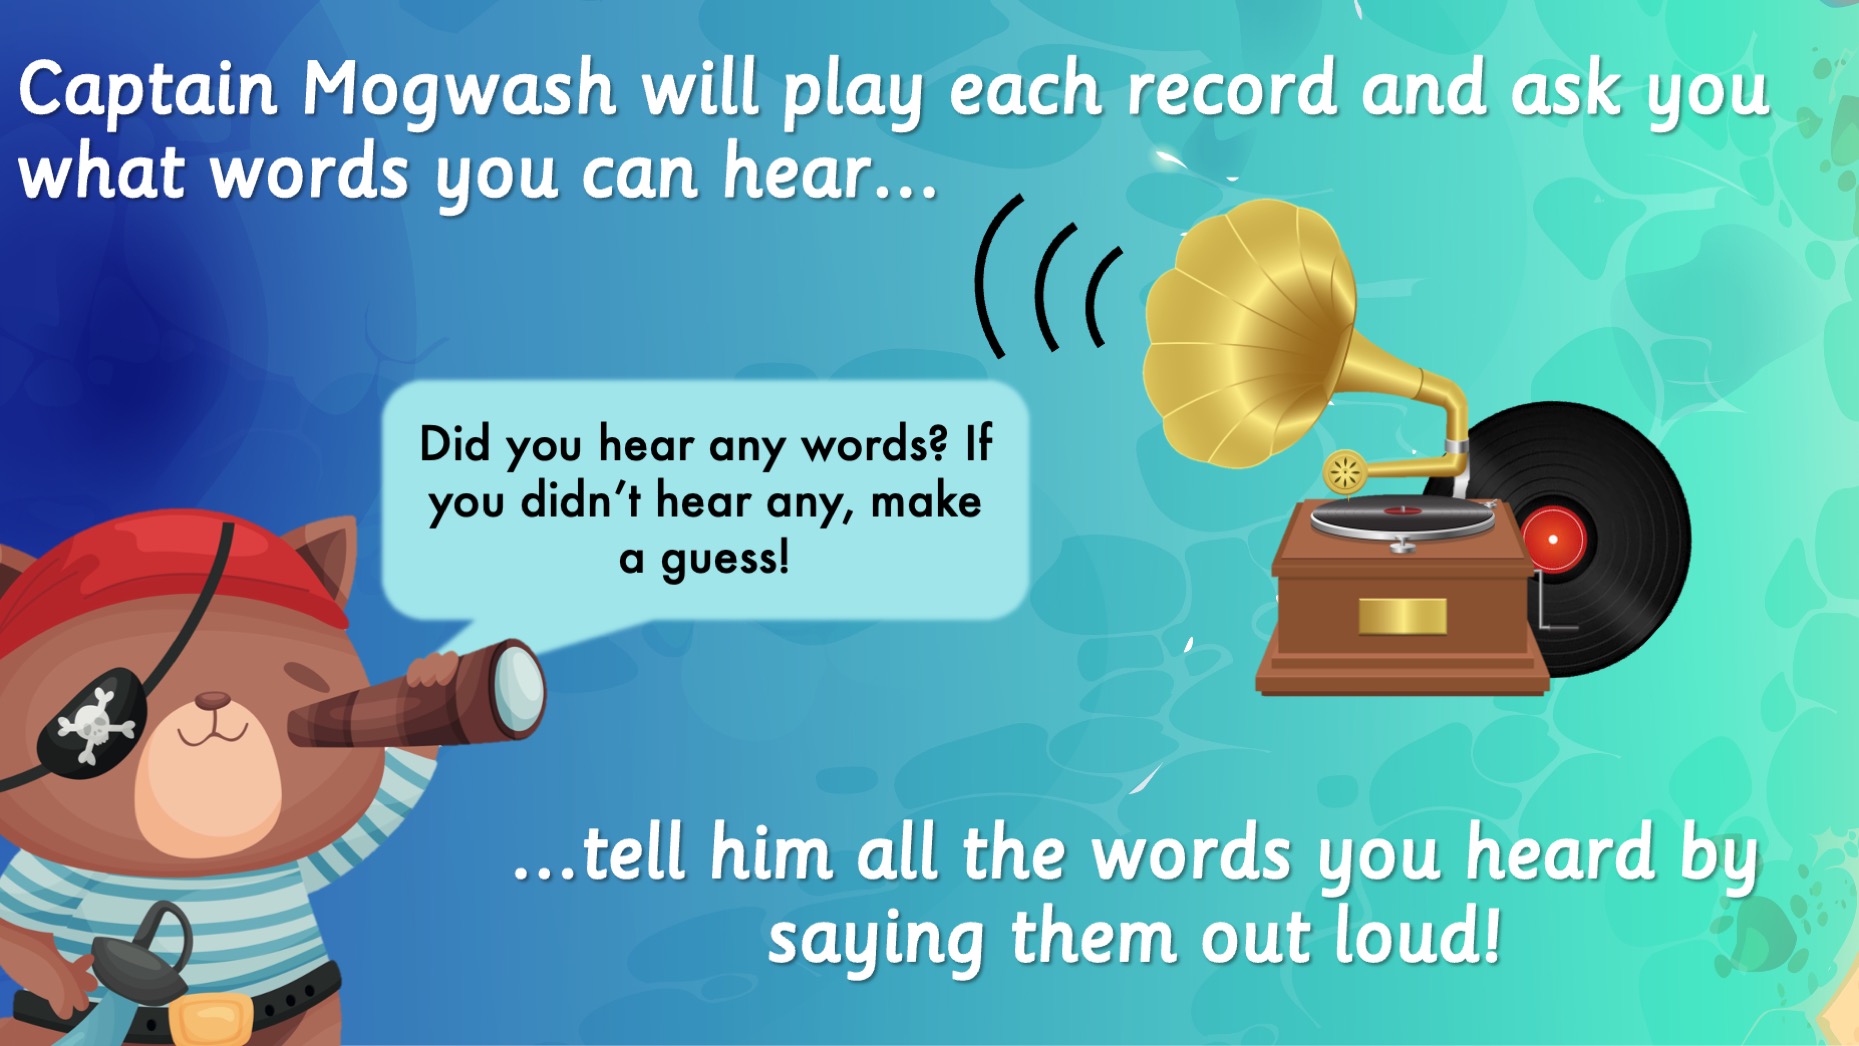 Captain Mogwash will play each record and ask you
what words you can hear...
Did you hear any words? If
you didn't hear any, make
a guess!
...tell him all the words you heard by
saying them out loud!